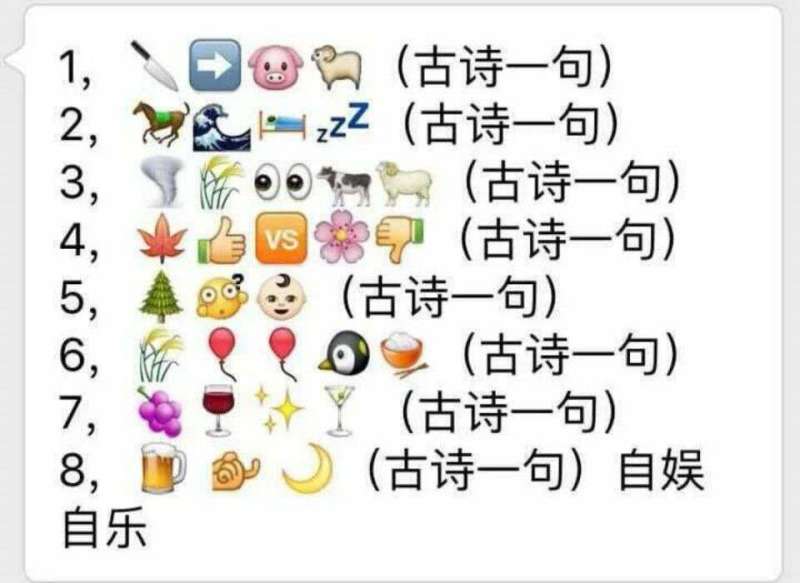 1, 🔪➡️🐷🐏（古诗一句）
2, 🐎🌊🛌💤（古诗一句）
3, 🌪🌾👀🐄🐑（古诗一句）
4, 🍁👍🆚🌸👎（古诗一句）
5, 🌲😳👶（古诗一句）
6, 🌾🎈🎈🐧🍚（古诗一句）
7, 🍇🍷✨🍸（古诗一句）
8, 🍺🐌🌙（古诗一句）自娱
自乐